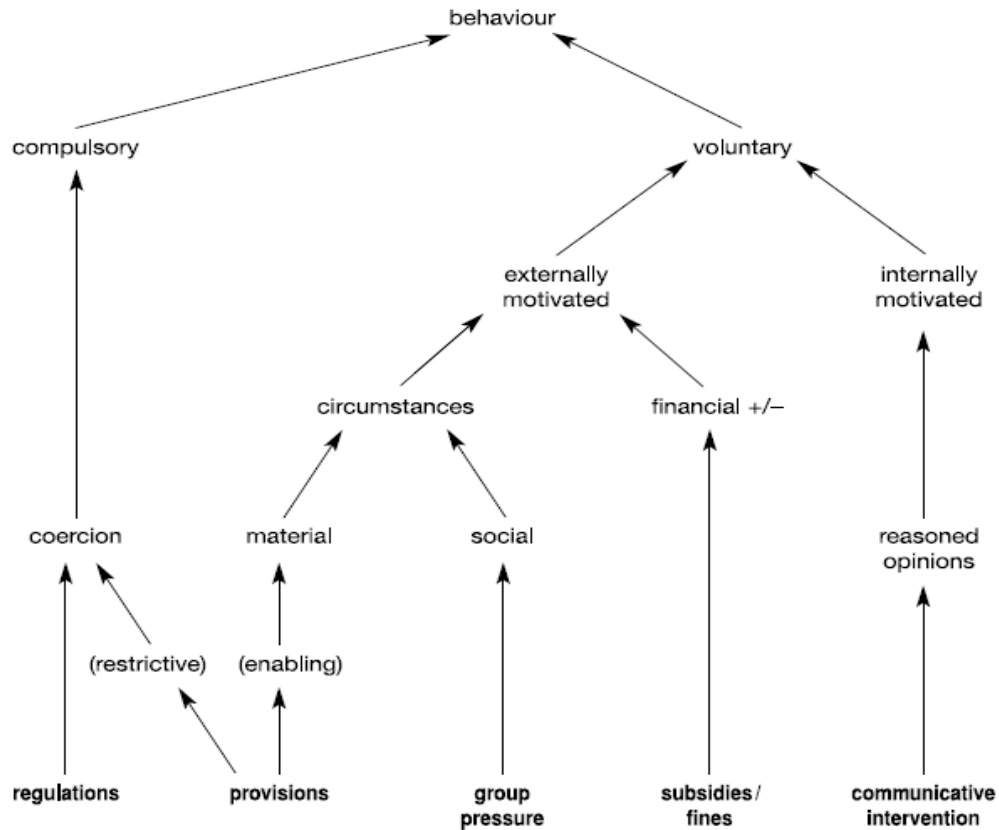 behaviour
compulsory
voluntary
externally
motivated
internally
motivated
circumstances
financial +/–
coercion
material
social
reasoned
opinions
(restrictive)
(enabling)
regulations
provisions
group
pressure
subsidies/
fines
communicative
intervention